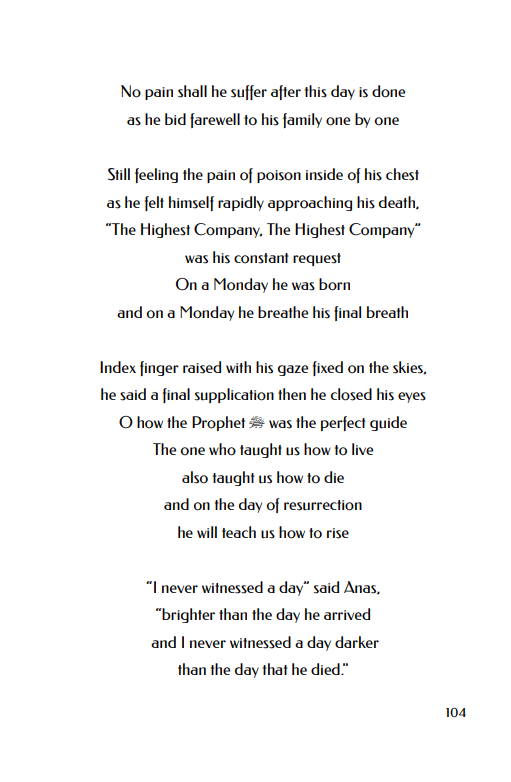 No pain shall he suffer after this day is done
as he bid farewell to his family one by one
Still feeling the pain of poison inside of his chest
as he felt himself rapidly approaching his death,
“The Highest Company, The Highest Company”
was his constant request
On a Monday he was born
and on a Monday he breathe his final breath
Index finger raised with his gaze fixed on the skies,
he said a final supplication then he closed his eyes
O how the Prophet ﷺ was the perfect guide
The one who taught us how to live
also taught us how to die
and on the day of resurrection
he will teach us how to rise
“I never witnessed a day” said Anas,
“brighter than the day he arrived
and I never witnessed a day darker
than the day that he died."
104